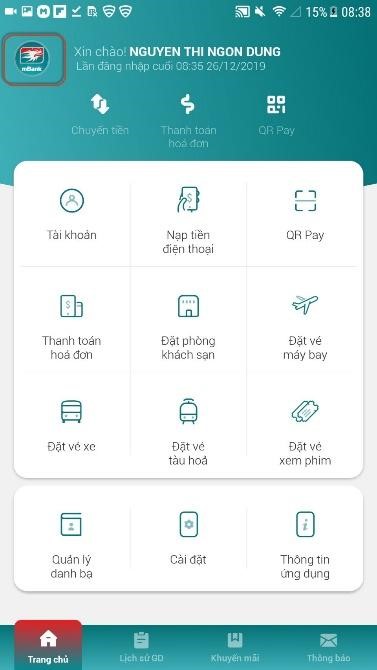 15% 08:38
mBank
Xin chào! NGUYEN THI NGON DUNG
Lần đăng nhập cuối 08:35 26/12/2019
Chuyển tiền
Thanh toán
hoá đơn
QR Pay
Tài khoản
Nạp tiền
điện thoại
QR Pay
Thanh toán
hoá đơn
Đặt phòng
khách sạn
Đặt vé
máy bay
Đặt vé xe
Đặt vé
tàu hoả
Đặt vé
xem phim
Quản lý
danh bạ
Cài đặt
Thông tin
ứng dụng
Trang chủ
Lịch sử GD
Khuyến mãi
Thông báo